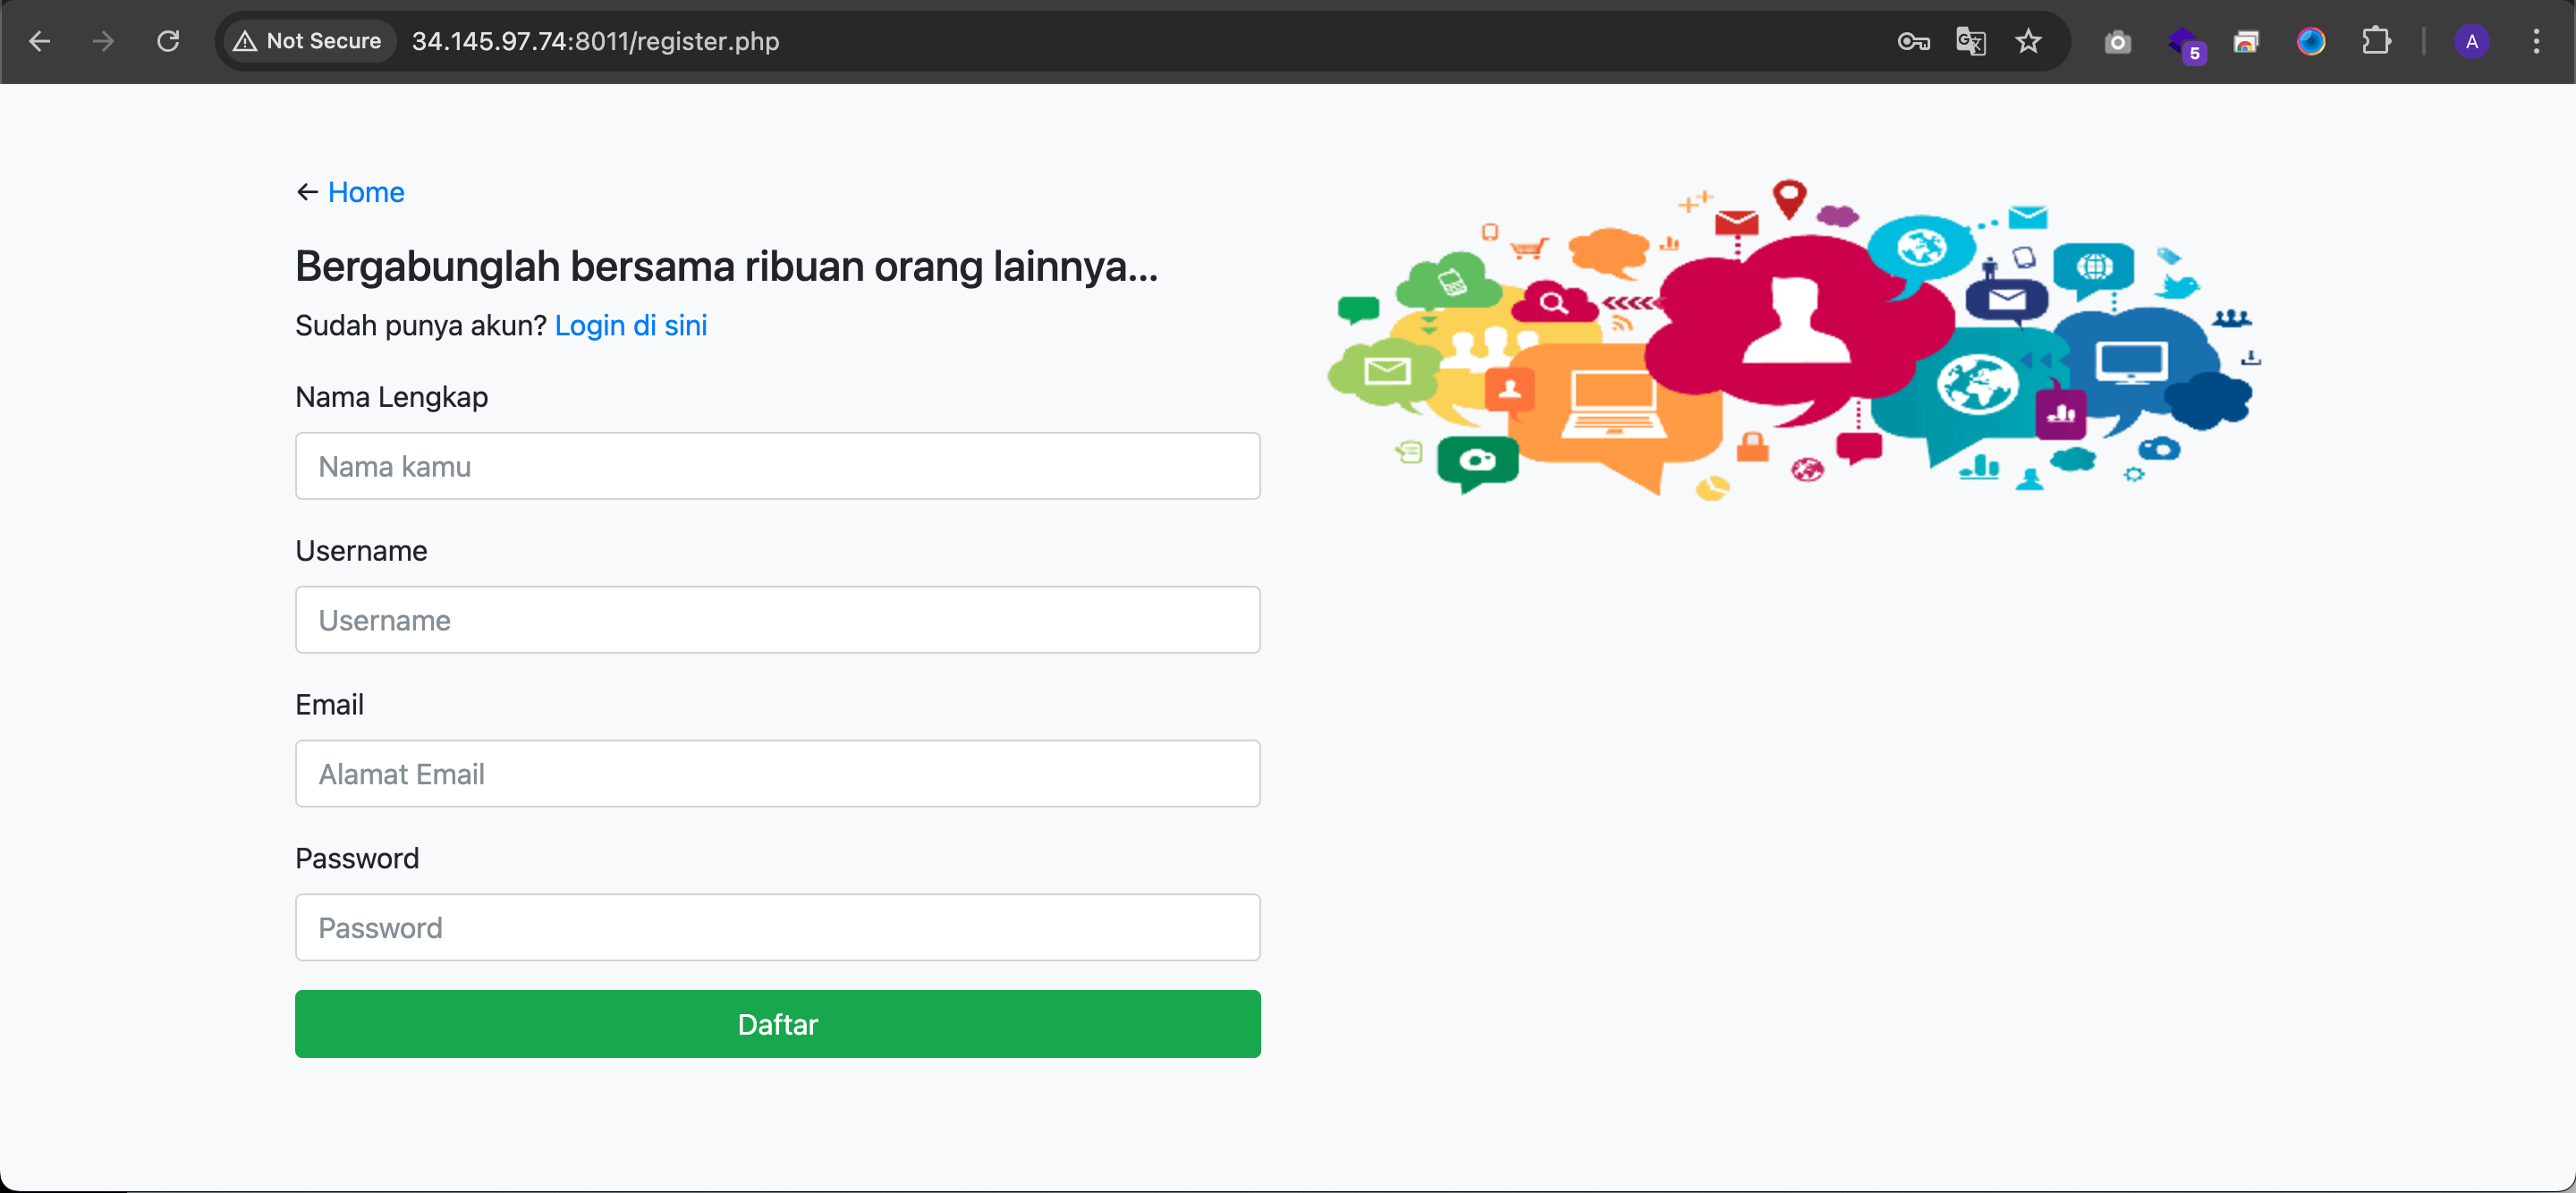 Not Secure 34.145.97.74:8011/register.php 5 A
← Home
Bergabunglah bersama ribuan orang lainnya...
Sudah punya akun? Login di sini
Nama Lengkap
Nama kamu
Username
Username
Email
Alamat Email
Password
Password
Daftar